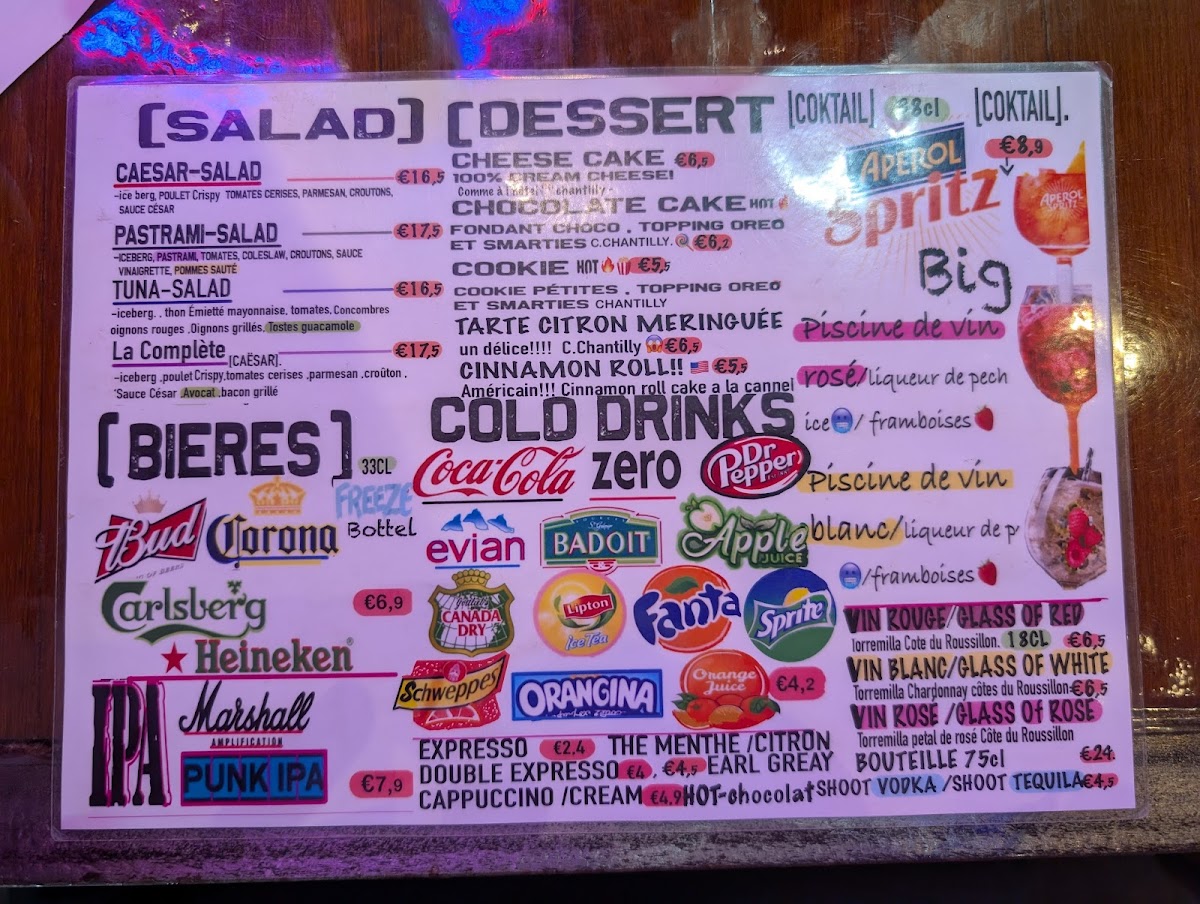 [SALAD]
CAESAR-SALAD €16,5
-ice berg, POULET Crispy TOMATES CERISES, PARMESAN, CROUTONS,
SAUCE CÉSAR
PASTRAMI-SALAD €17,5
-ICEBERG, PASTRAMI, TOMATES, COLESLAW, CROUTONS, SAUCE
VINAIGRETTE, POMMES SAUTÉ
TUNA-SALAD €16,5
-iceberg. . thon Émietté mayonnaise, tomates, Concombres
oignons rouges .Oignons grillés, Tostes guacamole
La Complète [CAËSAR]. €17,5
-iceberg .poulet Crispy,tomates cerises .parmesan .croûton .
'Sauce César .Avocat .bacon grillé
[DESSERT
CHEESE CAKE €6,5
100% CREAM CHEESE!
Comme à chantilly -
CHOCOLATE CAKE HOT🔥
FONDANT CHOCO . TOPPING OREO
ET SMARTIES C.CHANTILLY. €6,2
COOKIE HOT🔥🍿 €5,5
COOKIE PÉTITES . TOPPING OREO
ET SMARTIES CHANTILLY
TARTE CITRON MERINGUÉE
un délice!!!! C.Chantilly 😱 €6,5
CINNAMON ROLL!! 🇺🇸 €5,5
Américain!!! Cinnamon roll cake a la cannel
[COKTAIL] 38cl [COKTAIL].
€8,9
APEROL
Spritz
APEROL
SPRITZ
Big
Piscine de vin
rosé/liqueur de pech
ice🥶/ framboises🍓
Piscine de vin
blanc/liqueur de p
🥶/framboises🍓
[BIERES] 33CL
Bud
Corona
FREEZE
Bottel
Carlsberg
€6,9
★Heineken®
IPA
Marshall
AMPLIFICATION
PUNK IPA
€7,9
COLD DRINKS
Coca-Cola zero Dr Pepper
evian BADOIT Apple
JUICE
CANADA
DRY
Lipton
ice Tea
Fanta
Sprite
Schweppes
ORANGINA
Orange
Juice
€4,2
EXPRESSO €2,4 THE MENTHE /CITRON
DOUBLE EXPRESSO €4 . €4,5 EARL GREAY
CAPPUCCINO /CREAM €4.9 HOT-chocolat
VIN ROUGE/GLASS OF RED
Torremilla Cote du Roussillon. 18CL €6,5
VIN BLANC/GLASS OF WHITE
Torremilla Chardonnay côtes du Roussillon €6,5
VIN ROSE /GLASS Of ROSE
Torremilla petal de rosé Côte du Roussillon
BOUTEILLE 75cl €24.
SHOOT VODKA /SHOOT TEQUILA €4,5